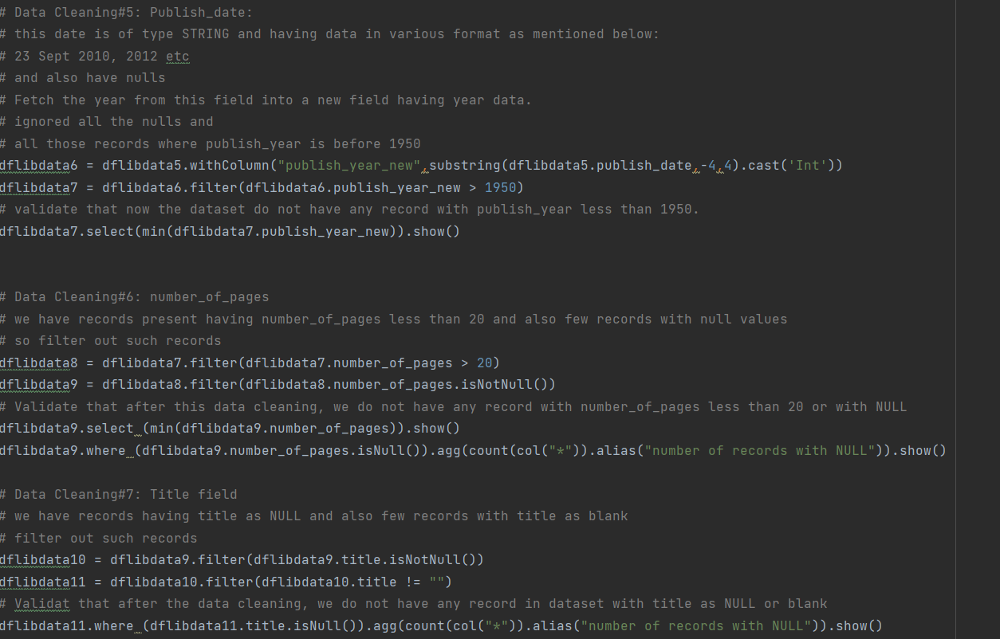 # Data Cleaning#5: Publish_date:
# this date is of type STRING and having data in various format as mentioned below:
# 23 Sept 2010, 2012 etc
# and also have nulls
# Fetch the year from this field into a new field having year data.
# ignored all the nulls and
# all those records where publish_year is before 1950
dflibdata6 = dflibdata5.withColumn("publish_year_new",substring(dflibdata5.publish_date,-4,4).cast('Int'))
dflibdata7 = dflibdata6.filter(dflibdata6.publish_year_new > 1950)
# validate that now the dataset do not have any record with publish_year less than 1950.
dflibdata7.select(min(dflibdata7.publish_year_new)).show()
# Data Cleaning#6: number_of_pages
# we have records present having number_of_pages less than 20 and also few records with null values
# so filter out such records
dflibdata8 = dflibdata7.filter(dflibdata7.number_of_pages > 20)
dflibdata9 = dflibdata8.filter(dflibdata8.number_of_pages.isNotNull())
# Validate that after this data cleaning, we do not have any record with number_of_pages less than 20 or with NULL
dflibdata9.select (min(dflibdata9.number_of_pages)).show()
dflibdata9.where (dflibdata9.number_of_pages.isNull()).agg(count(col("*")).alias("number of records with NULL")).show()
# Data Cleaning#7: Title field
# we have records having title as NULL and also few records with title as blank
# filter out such records
dflibdata10 = dflibdata9.filter(dflibdata9.title.isNotNull())
dflibdata11 = dflibdata10.filter(dflibdata10.title != "")
# Validat that after the data cleaning, we do not have any record in dataset with title as NULL or blank
dflibdata11.where (dflibdata11.title.isNull()).agg(count(col("*")).alias("number of records with NULL")).show()